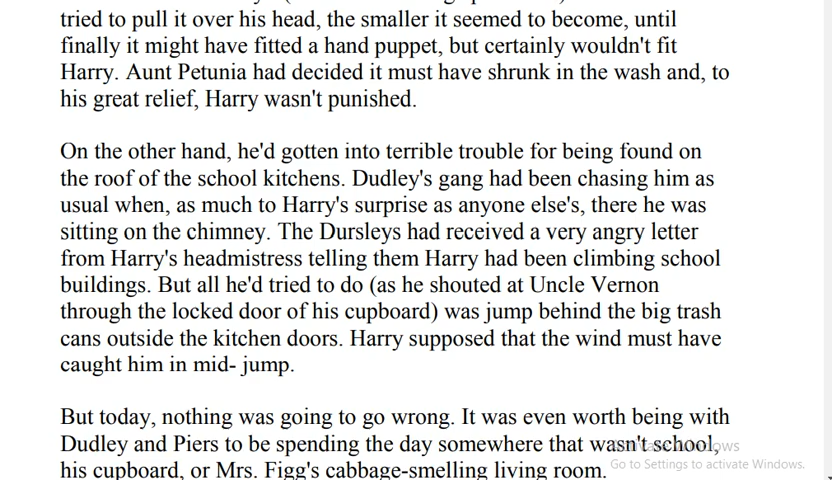 tried to pull it over his head, the smaller it seemed to become, until
finally it might have fitted a hand puppet, but certainly wouldn't fit
Harry. Aunt Petunia had decided it must have shrunk in the wash and, to
his great relief, Harry wasn't punished.
On the other hand, he'd gotten into terrible trouble for being found on
the roof of the school kitchens. Dudley's gang had been chasing him as
usual when, as much to Harry's surprise as anyone else's, there he was
sitting on the chimney. The Dursleys had received a very angry letter
from Harry's headmistress telling them Harry had been climbing school
buildings. But all he'd tried to do (as he shouted at Uncle Vernon
through the locked door of his cupboard) was jump behind the big trash
cans outside the kitchen doors. Harry supposed that the wind must have
caught him in mid- jump.
But today, nothing was going to go wrong. It was even worth being with
Dudley and Piers to be spending the day somewhere that wasn't school,
his cupboard, or Mrs. Figg's cabbage-smelling living room.
Activate Windows
Go to Settings to activate Windows.